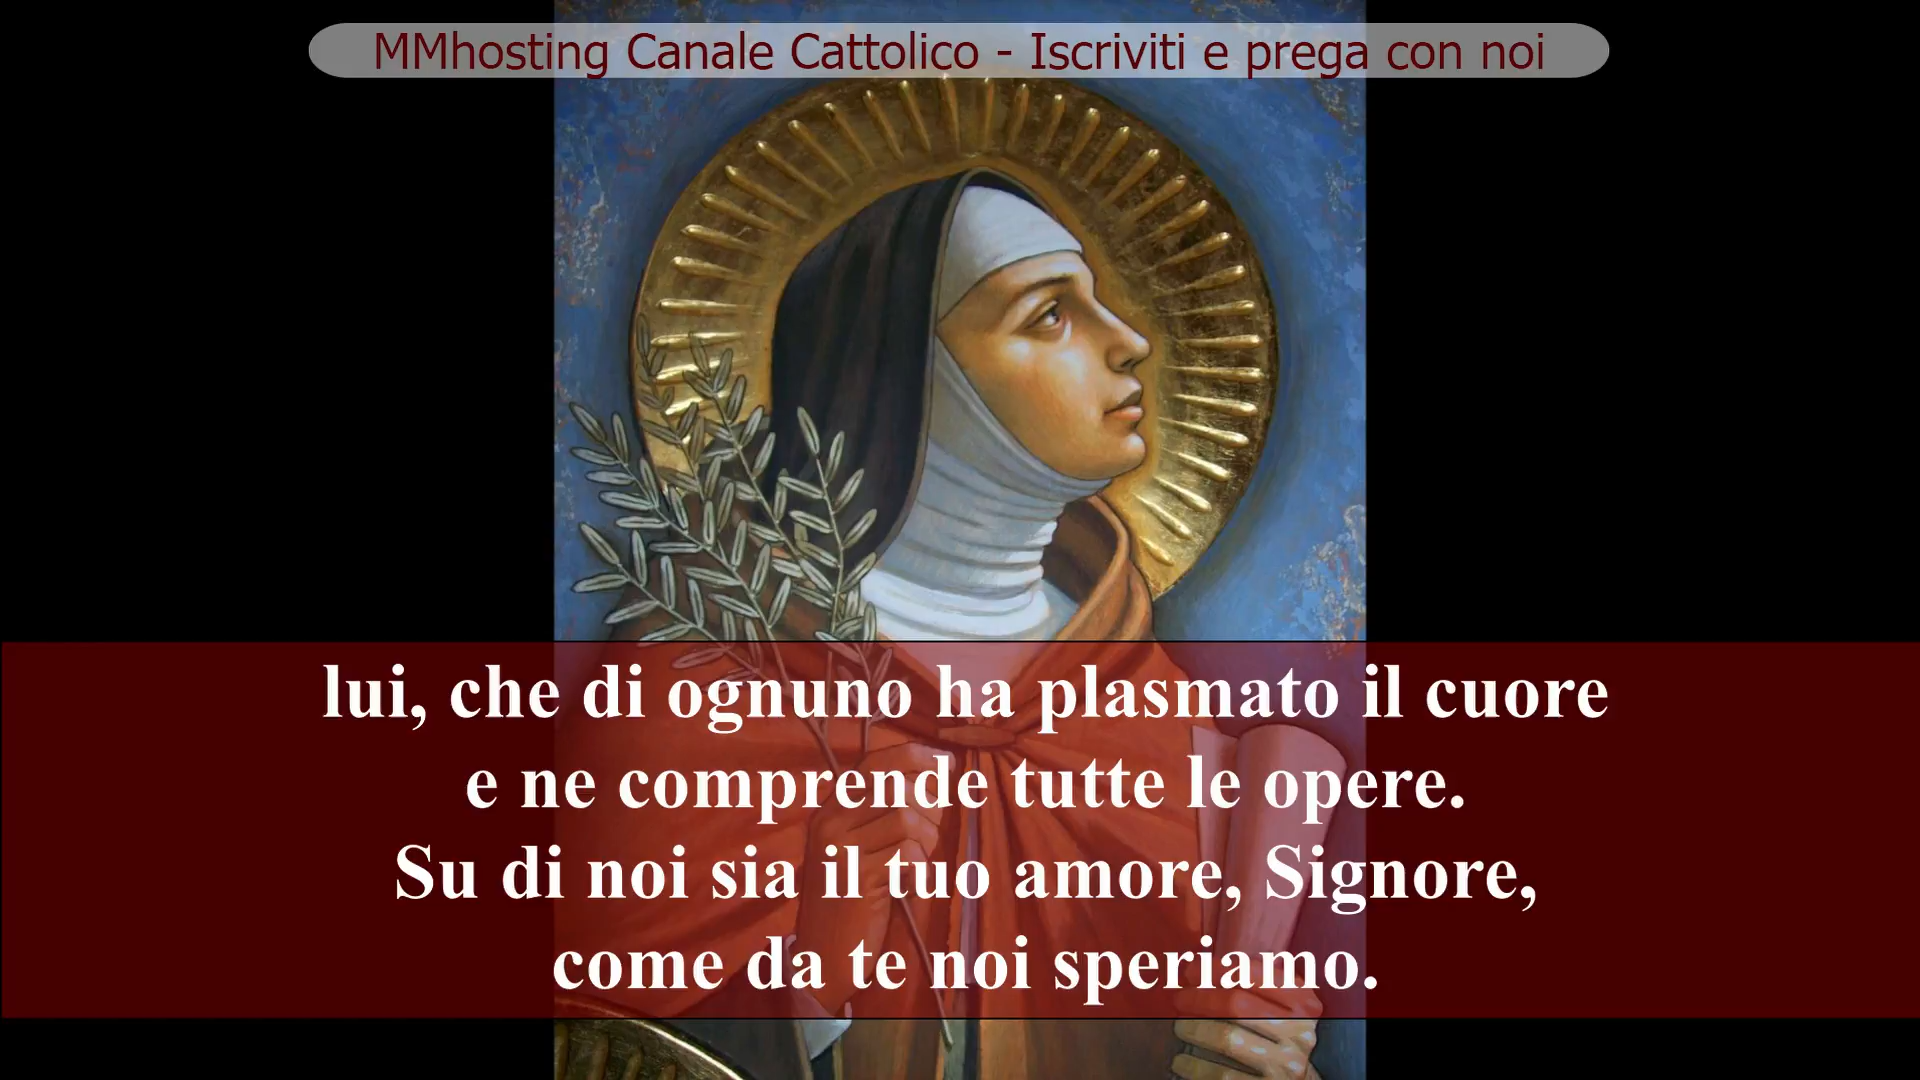 MMhosting Canale Cattolico - Iscriviti e prega con noi
lui, che di ognuno ha plasmato il cuore
e ne comprende tutte le opere.
Su di noi sia il tuo amore, Signore,
come da te noi speriamo.